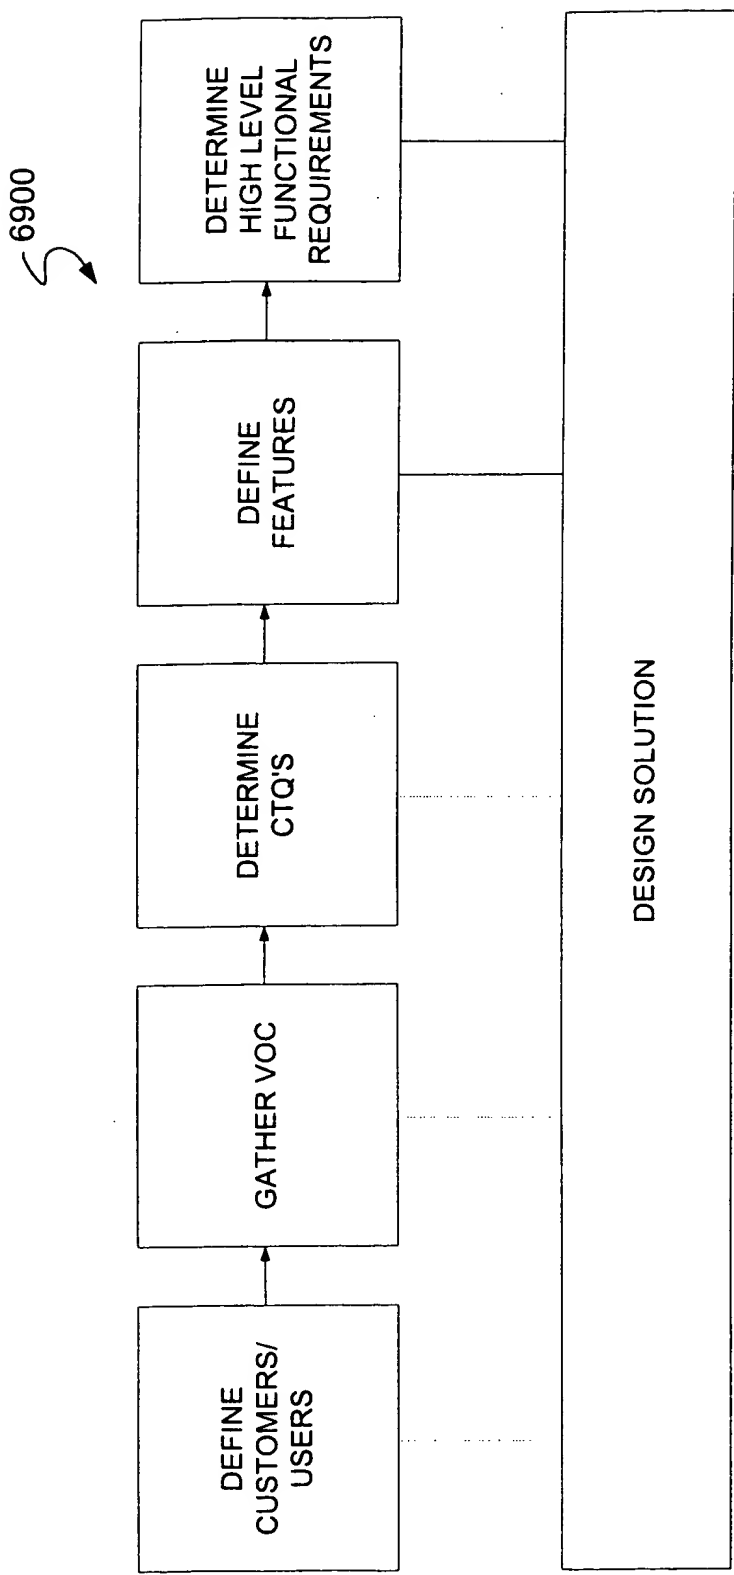 6900
DEFINE
CUSTOMERS/
USERS
GATHER VOC
DETERMINE
CTQ'S
DEFINE
FEATURES
DETERMINE
HIGH LEVEL
FUNCTIONAL
REQUIREMENTS
DESIGN SOLUTION